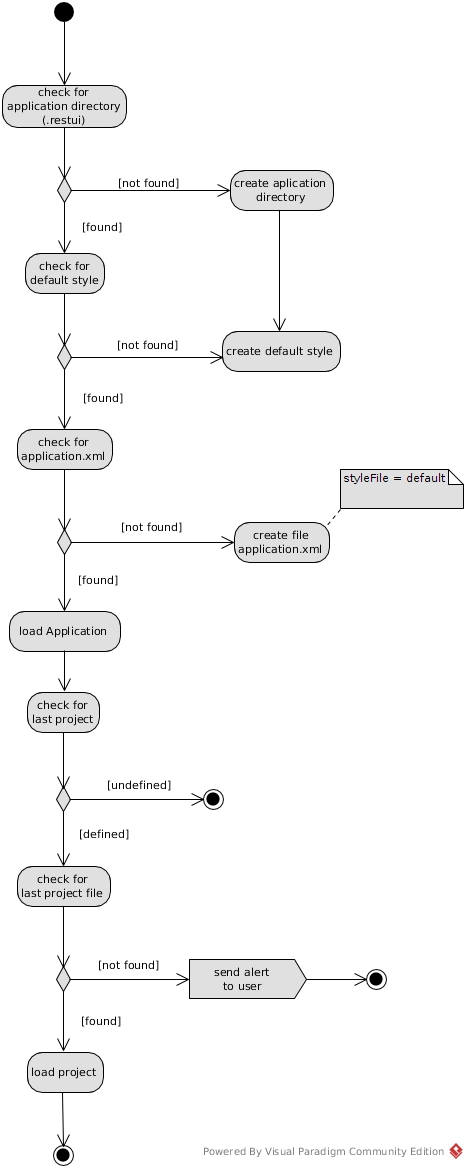 check for
application directory
(.restui)
[not found]
create aplication
directory
[found]
check for
default style
[not found]
create default style
[found]
check for
application.xml
styleFile = default
[not found]
create file
application.xml
[found]
load Application
check for
last project
[undefined]
[defined]
check for
last project file
[not found]
send alert
to user
[found]
load project
Powered By Visual Paradigm Community Edition